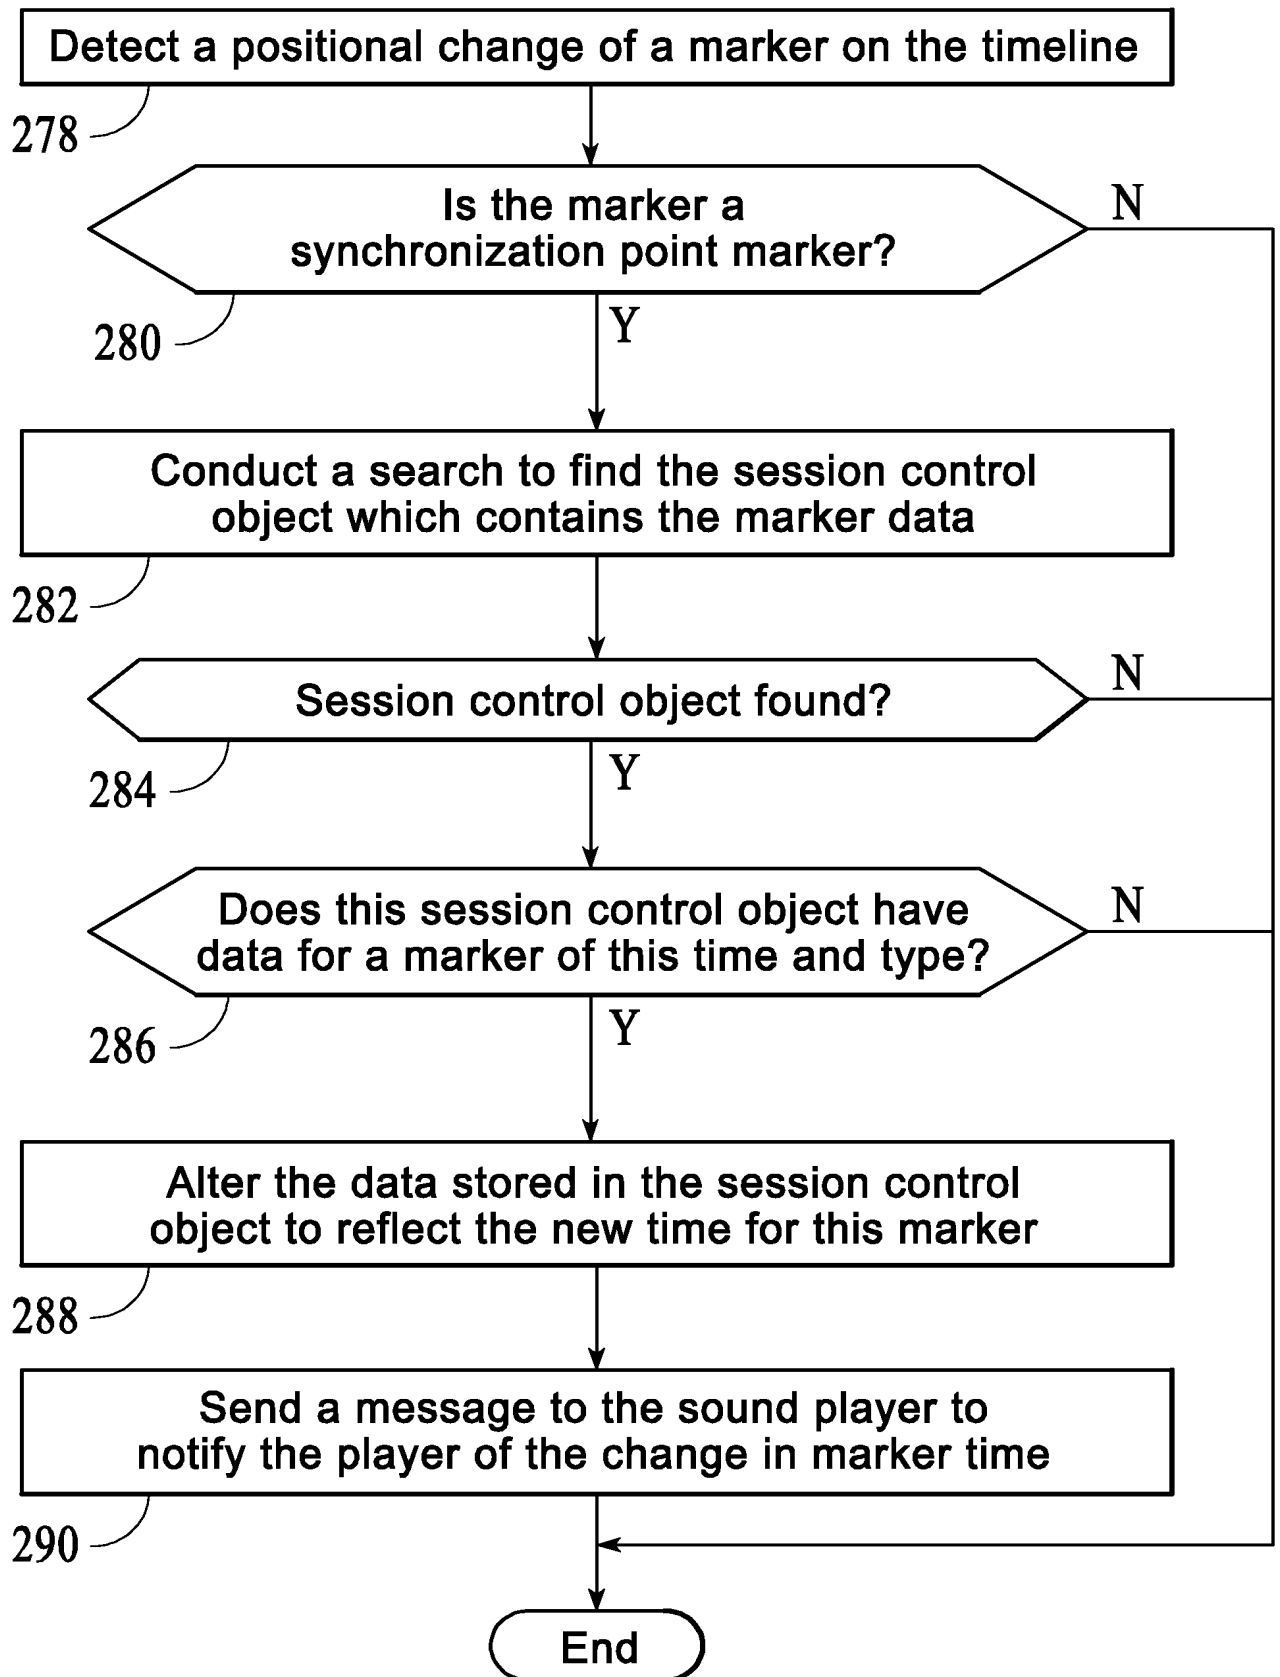 Detect a positional change of a marker on the timeline
278
Is the marker a
synchronization point marker?
N
280
Y
Conduct a search to find the session control
object which contains the marker data
282
Session control object found?
N
284
Y
Does this session control object have
data for a marker of this time and type?
N
286
Y
Alter the data stored in the session control
object to reflect the new time for this marker
288
Send a message to the sound player to
notify the player of the change in marker time
290
End